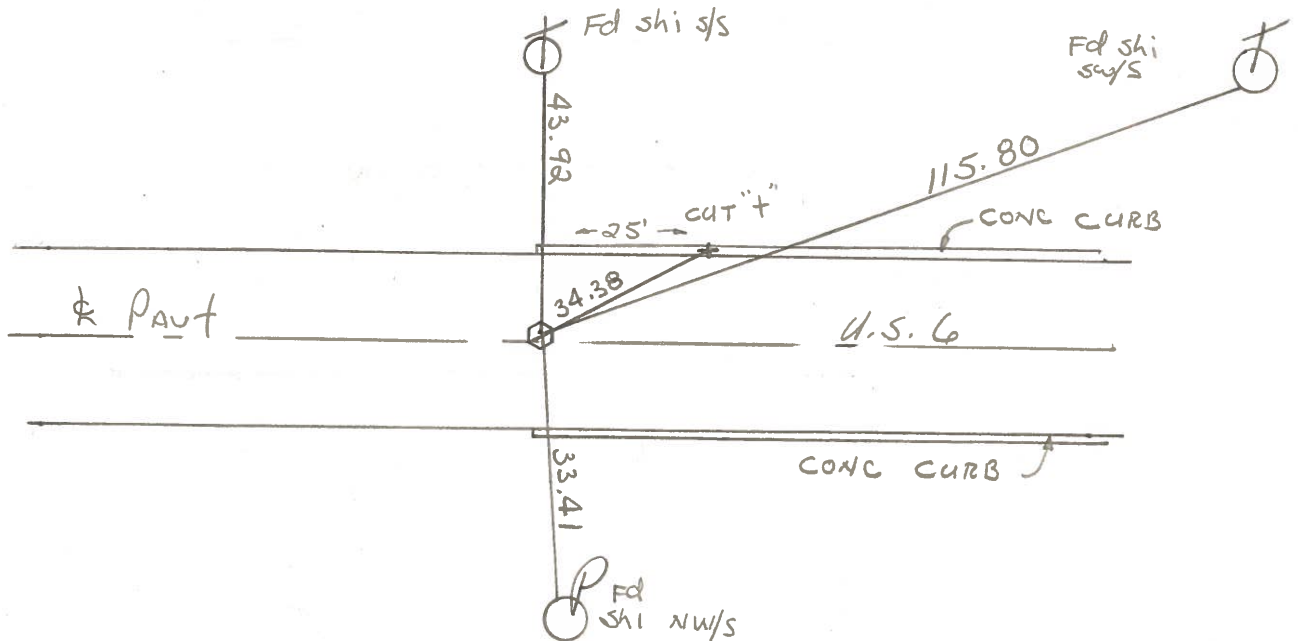 Fd shi s/s
Fd shi
sw/s
43.92
115.80
←25'→
CUT "+"
CONC CURB
34.38
℄ PAVt
U.S. 6
33.41
CONC CURB
Fd
shi NW/S